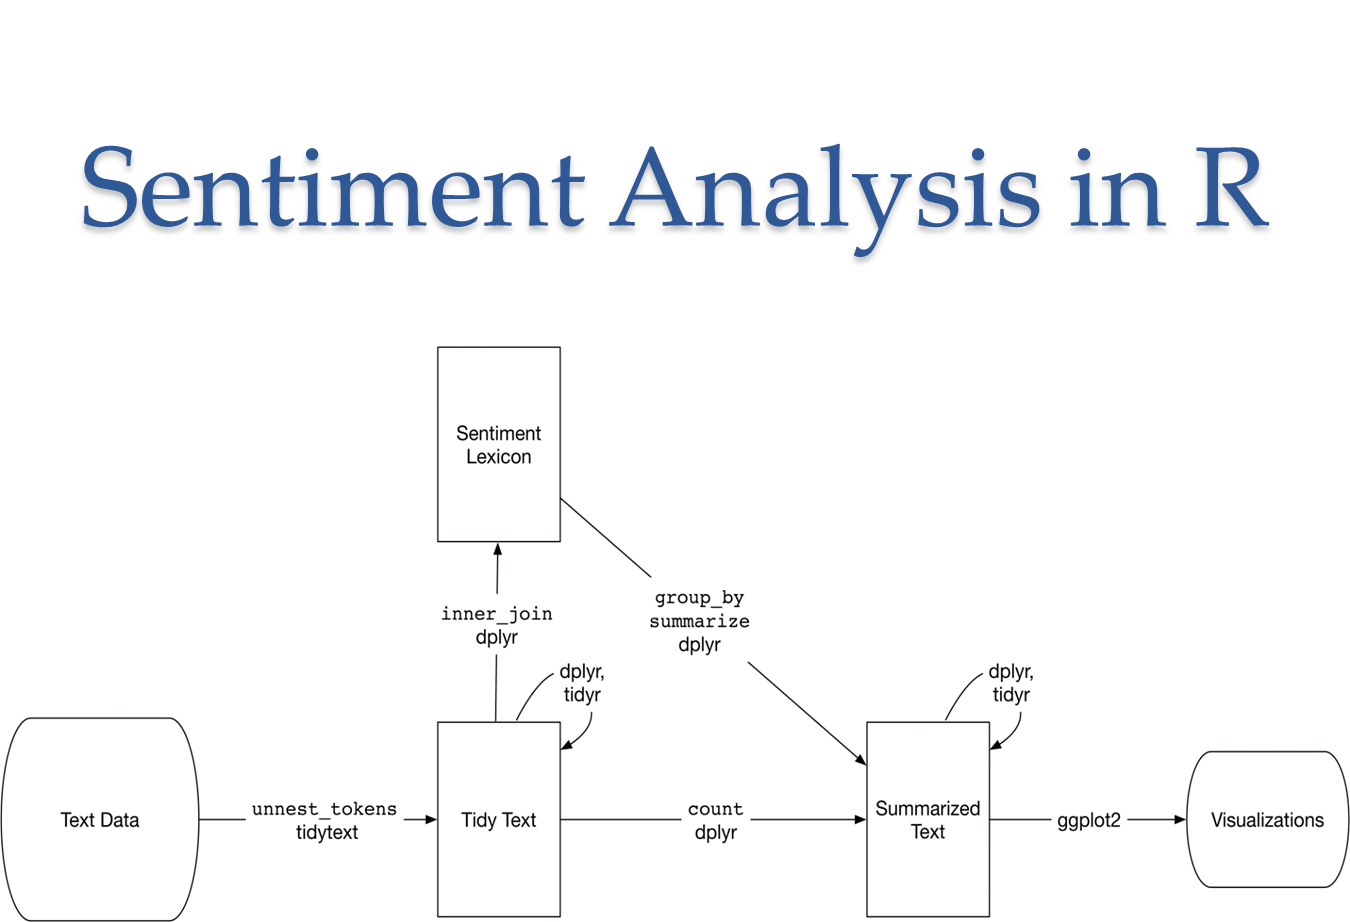 Sentiment Analysis in R
Sentiment
Lexicon
inner_join
dplyr
group_by
summarize
dplyr
dplyr,
tidyr
dplyr,
tidyr
Text Data
unnest_tokens
tidytext
Tidy Text
count
dplyr
Summarized
Text
ggplot2
Visualizations